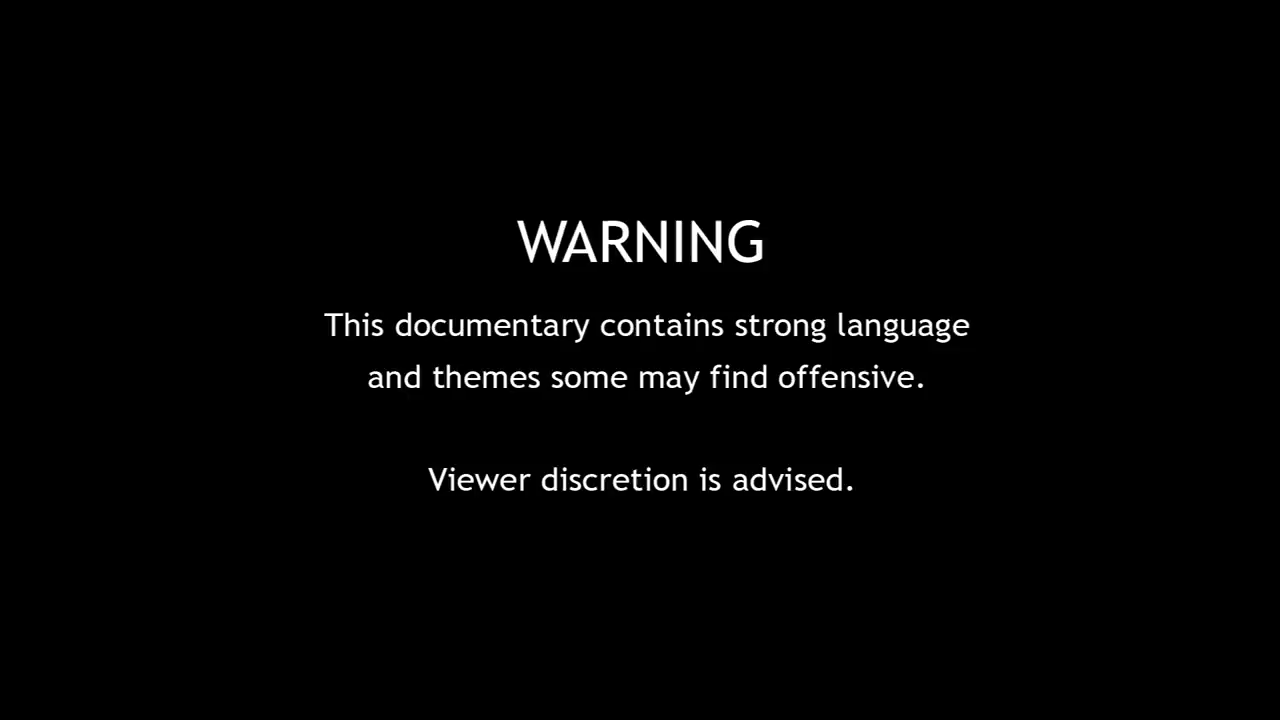 WARNING
This documentary contains strong language
and themes some may find offensive.
Viewer discretion is advised.